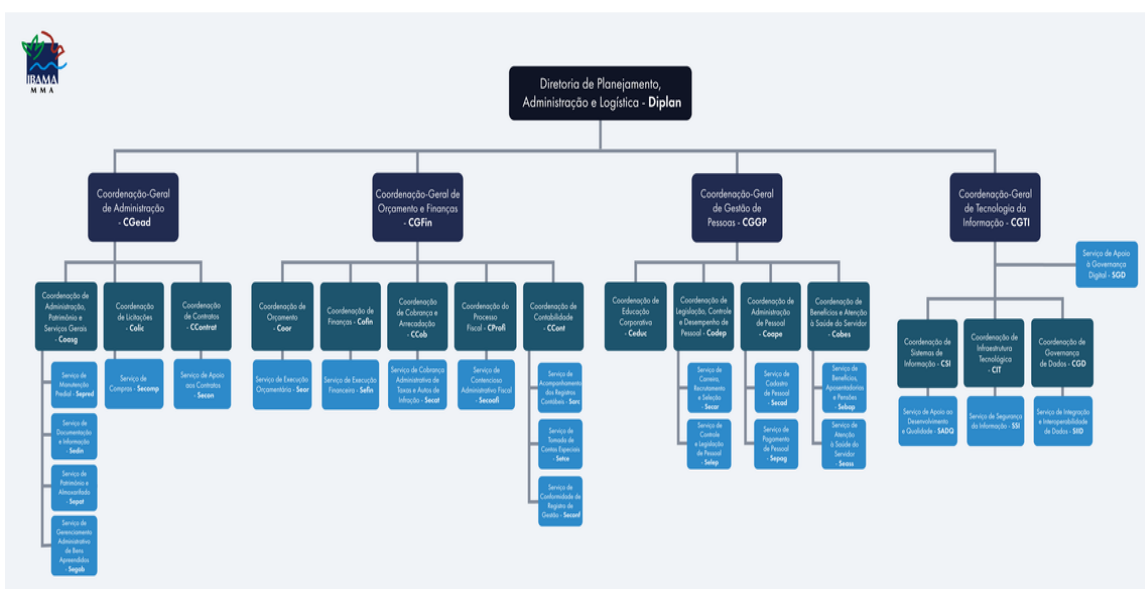 IBAMA
M M A
Diretoria de Planejamento,
Administração e Logística - Diplan
Coordenação-Geral
de Administração
- CGead
Coordenação-Geral de
Orçamento e Finanças
- CGFin
Coordenação-Geral
de Gestão de
Pessoas - CGGP
Coordenação-Geral
de Tecnologia da
Informação - CGTI
Serviço de Apoio
à Governança
Digital - SGD
Coordenação de
Administração,
Patrimônio e
Serviços Gerais
- Coasg
Coordenação
de Licitações
- Colic
Coordenação
de Contratos
- CContrat
Coordenação de
Orçamento
- Coor
Coordenação de
Finanças - Cofin
Coordenação
de Cobrança e
Arrecadação
- CCob
Coordenação do
Processo
Fiscal - CProfi
Coordenação de
Contabilidade
- CCont
Coordenação de
Educação
Corporativa
- Ceduc
Coordenação de
Legislação, Controle
e Desempenho de
Pessoal - Codep
Coordenação de
Administração
de Pessoal
- Coape
Coordenação de
Benefícios e Atenção
à Saúde do Servidor
- Cobes
Coordenação de
Sistemas de
Informação - CSI
Coordenação de
Infraestrutura
Tecnológica
- CIT
Coordenação de
Governança
de Dados - CGD
Serviço de
Manutenção
Predial - Sepred
Serviço de
Documentação
e Informação
- Sedin
Serviço de
Patrimônio e
Almoxarifado
- Sepat
Serviço de
Gerenciamento
Administrativo
de Bens
Apreendidos
- Segab
Serviço de
Compras - Secomp
Serviço de Apoio
aos Contratos
- Secon
Serviço de Execução
Orçamentária - Seor
Serviço de Execução
Financeira - Sefin
Serviço de Cobrança
Administrativa de
Taxas e Autos de
Infração - Secat
Serviço de
Contencioso
Administrativo Fiscal
- Secoafi
Serviço de
Acompanhamento
dos Registros
Contábeis - Sarc
Serviço de
Tomada de
Contas Especiais
- Setce
Serviço de
Conformidade de
Registro de
Gestão - Seconf
Serviço de
Carreira,
Recrutamento
e Seleção
- Secar
Serviço de
Controle
e Legislação
de Pessoal
- Selep
Serviço de
Cadastro
de Pessoal
- Secad
Serviço de
Pagamento
de Pessoal
- Sepag
Serviço de
Benefícios,
Aposentadorias
e Pensões
- Sebap
Serviço de
Atenção
à Saúde do
Servidor
- Seass
Serviço de Apoio ao
Desenvolvimento
e Qualidade - SADQ
Serviço de Segurança
da Informação - SSI
Serviço de Integração
e Interoperabilidade
de Dados - SIID